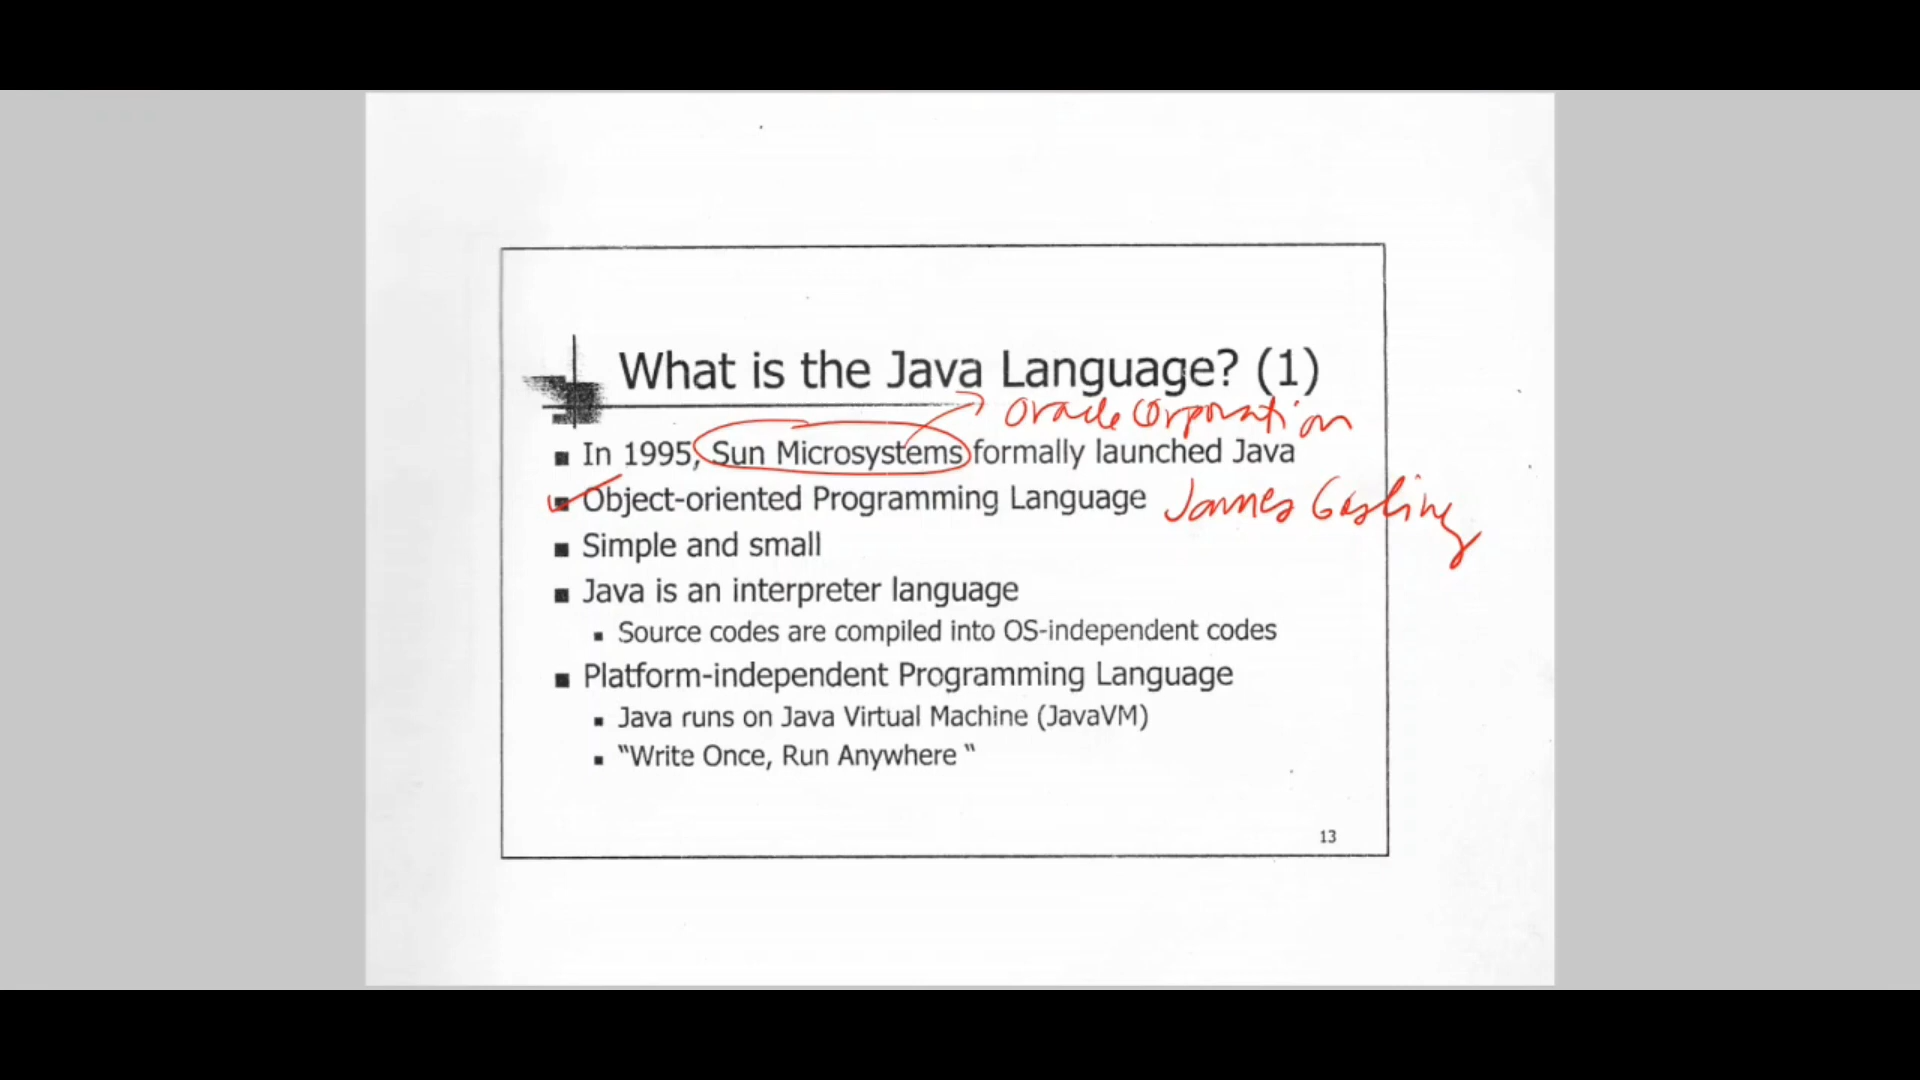 What is the Java Language? (1)
Oracle Corporation
In 1995, Sun Microsystems formally launched Java
Object-oriented Programming Language James Gosling
Simple and small
Java is an interpreter language
Source codes are compiled into OS-independent codes
Platform-independent Programming Language
Java runs on Java Virtual Machine (JavaVM)
“Write Once, Run Anywhere “
13